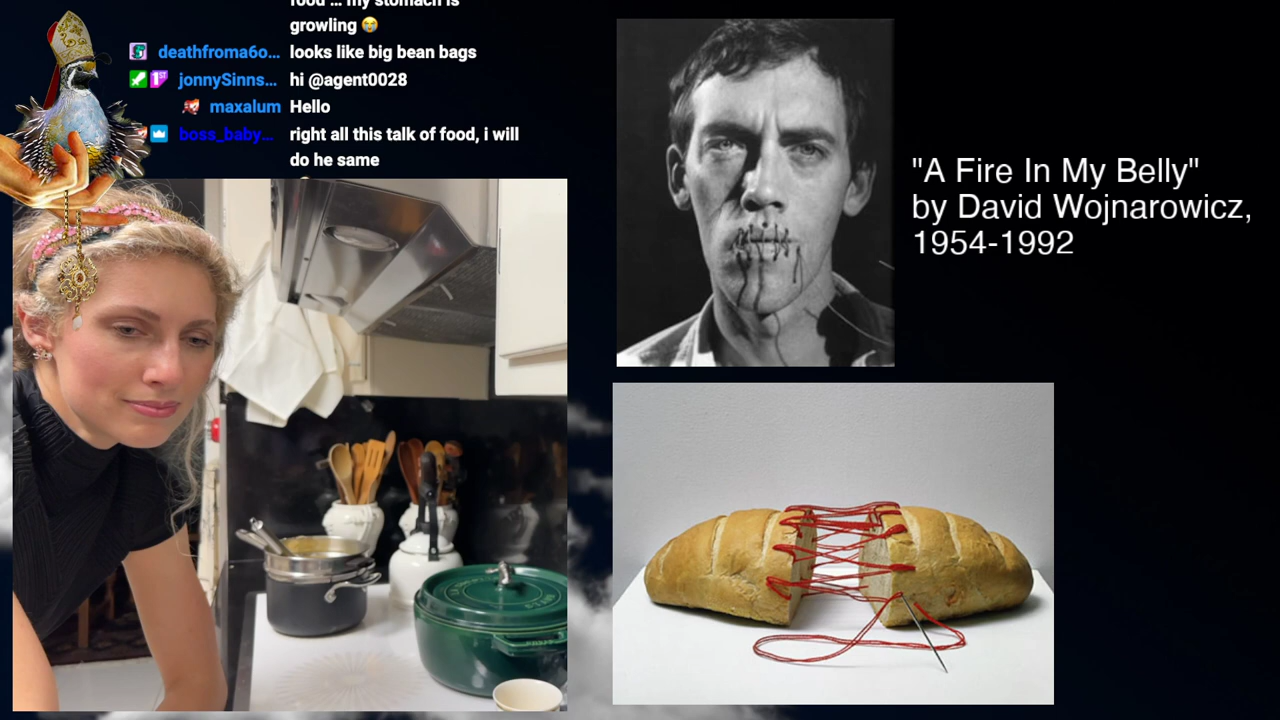 food ... my stomach is
growling 😭
deathfroma6o... looks like big bean bags
jonnySinns... hi @agent0028
maxalum Hello
boss_baby... right all this talk of food, i will
do he same
"A Fire In My Belly"
by David Wojnarowicz,
1954-1992